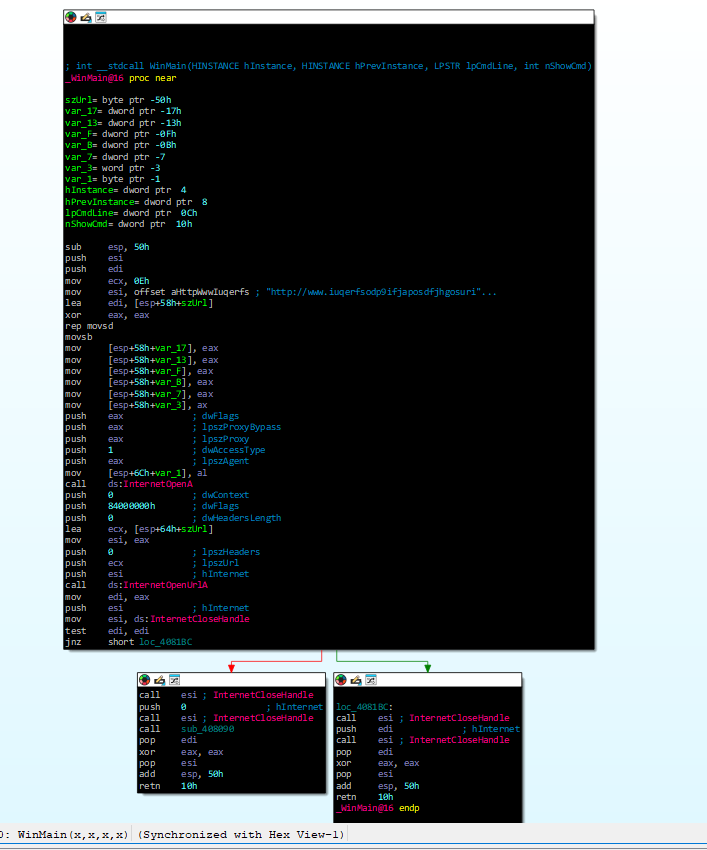 ; int __stdcall WinMain(HINSTANCE hInstance, HINSTANCE hPrevInstance, LPSTR lpCmdLine, int nShowCmd)
_WinMain@16 proc near
szUrl= byte ptr -50h
var_17= dword ptr -17h
var_13= dword ptr -13h
var_F= dword ptr -0Fh
var_B= dword ptr -0Bh
var_7= dword ptr -7
var_3= word ptr -3
var_1= byte ptr -1
hInstance= dword ptr  4
hPrevInstance= dword ptr  8
lpCmdLine= dword ptr  0Ch
nShowCmd= dword ptr  10h
sub     esp, 50h
push    esi
push    edi
mov     ecx, 0Eh
mov     esi, offset aHttpWwwIuqerfs ; "http://www.iuqerfsodp9ifjaposdfjhgosuri"...
lea     edi, [esp+58h+szUrl]
xor     eax, eax
rep movsd
movsb
mov     [esp+58h+var_17], eax
mov     [esp+58h+var_13], eax
mov     [esp+58h+var_F], eax
mov     [esp+58h+var_B], eax
mov     [esp+58h+var_7], eax
mov     [esp+58h+var_3], ax
push    eax             ; dwFlags
push    eax             ; lpszProxyBypass
push    eax             ; lpszProxy
push    1               ; dwAccessType
push    eax             ; lpszAgent
mov     [esp+6Ch+var_1], al
call    ds:InternetOpenA
push    0               ; dwContext
push    84000000h       ; dwFlags
push    0               ; dwHeadersLength
lea     ecx, [esp+64h+szUrl]
mov     esi, eax
push    0               ; lpszHeaders
push    ecx             ; lpszUrl
push    esi             ; hInternet
call    ds:InternetOpenUrlA
mov     edi, eax
push    esi             ; hInternet
mov     esi, ds:InternetCloseHandle
test    edi, edi
jnz     short loc_4081BC
call    esi ; InternetCloseHandle
push    0               ; hInternet
call    esi ; InternetCloseHandle
call    sub_408090
pop     edi
xor     eax, eax
pop     esi
add     esp, 50h
retn    10h
loc_4081BC:
call    esi ; InternetCloseHandle
push    edi             ; hInternet
call    esi ; InternetCloseHandle
pop     edi
xor     eax, eax
pop     esi
add     esp, 50h
retn    10h
_WinMain@16 endp
0: WinMain(x,x,x,x) (Synchronized with Hex View-1)